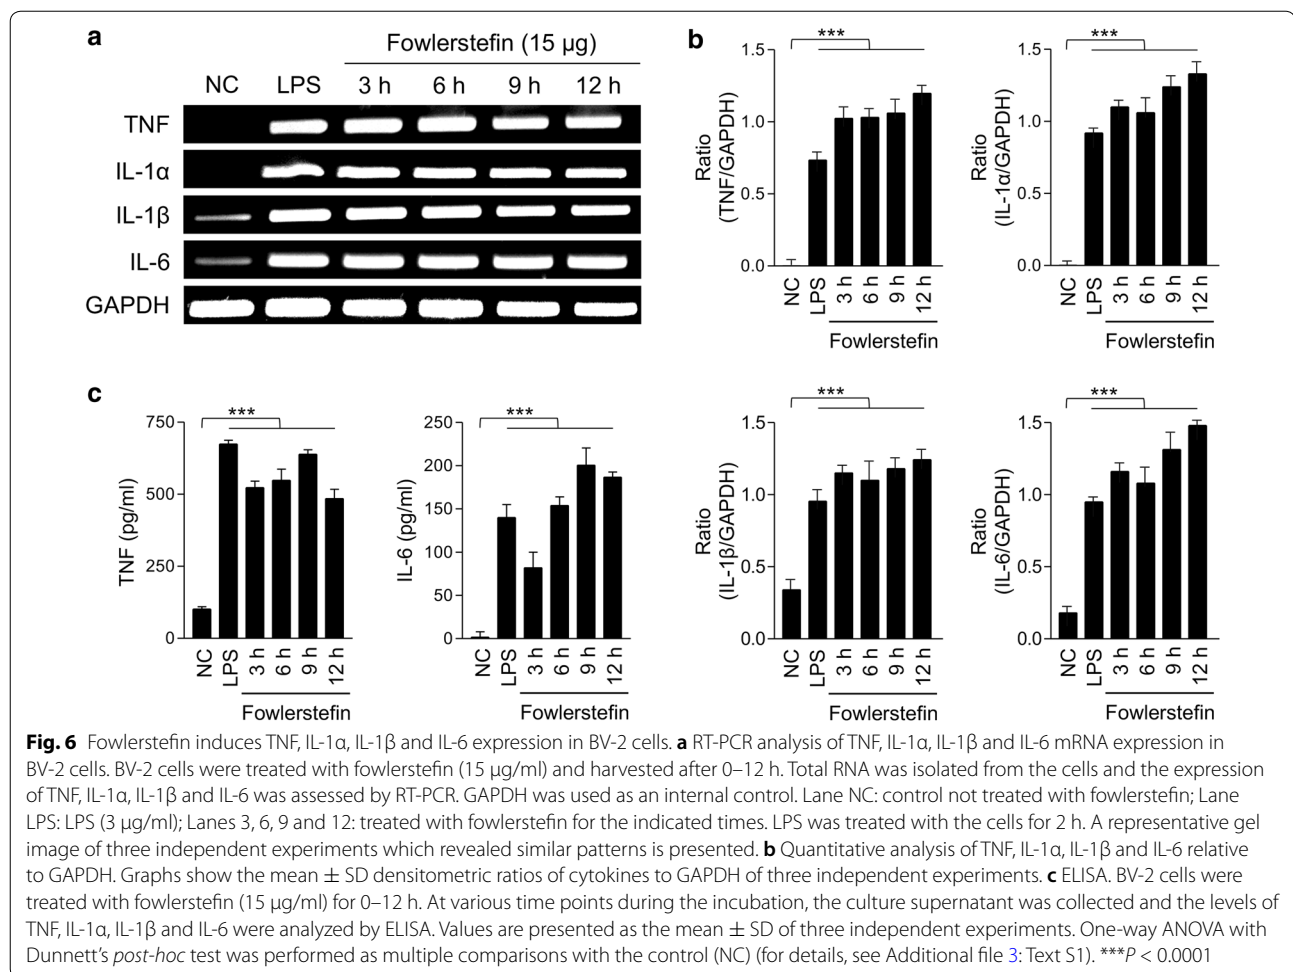 a
Fowlerstefin (15 µg)
NC LPS 3 h 6 h 9 h 12 h
TNF
IL-1α
IL-1β
IL-6
GAPDH
b
***
1.5
1.0
0.5
0.0
Ratio
(TNF/GAPDH)
NC LPS 3 h 6 h 9 h 12 h
Fowlerstefin
***
1.5
1.0
0.5
0.0
Ratio
(IL-1α/GAPDH)
NC LPS 3 h 6 h 9 h 12 h
Fowlerstefin
c
***
750
500
250
0
TNF (pg/ml)
NC LPS 3 h 6 h 9 h 12 h
Fowlerstefin
***
250
200
150
100
50
0
IL-6 (pg/ml)
NC LPS 3 h 6 h 9 h 12 h
Fowlerstefin
***
1.5
1.0
0.5
0.0
Ratio
(IL-1β/GAPDH)
NC LPS 3 h 6 h 9 h 12 h
Fowlerstefin
***
1.5
1.0
0.5
0.0
Ratio
(IL-6/GAPDH)
NC LPS 3 h 6 h 9 h 12 h
Fowlerstefin
Fig. 6 Fowlerstefin induces TNF, IL-1α, IL-1β and IL-6 expression in BV-2 cells. a RT-PCR analysis of TNF, IL-1α, IL-1β and IL-6 mRNA expression in
BV-2 cells. BV-2 cells were treated with fowlerstefin (15 µg/ml) and harvested after 0–12 h. Total RNA was isolated from the cells and the expression
of TNF, IL-1α, IL-1β and IL-6 was assessed by RT-PCR. GAPDH was used as an internal control. Lane NC: control not treated with fowlerstefin; Lane
LPS: LPS (3 µg/ml); Lanes 3, 6, 9 and 12: treated with fowlerstefin for the indicated times. LPS was treated with the cells for 2 h. A representative gel
image of three independent experiments which revealed similar patterns is presented. b Quantitative analysis of TNF, IL-1α, IL-1β and IL-6 relative
to GAPDH. Graphs show the mean ± SD densitometric ratios of cytokines to GAPDH of three independent experiments. c ELISA. BV-2 cells were
treated with fowlerstefin (15 µg/ml) for 0–12 h. At various time points during the incubation, the culture supernatant was collected and the levels of
TNF, IL-1α, IL-1β and IL-6 were analyzed by ELISA. Values are presented as the mean ± SD of three independent experiments. One-way ANOVA with
Dunnett's post-hoc test was performed as multiple comparisons with the control (NC) (for details, see Additional file 3: Text S1). ***P < 0.0001